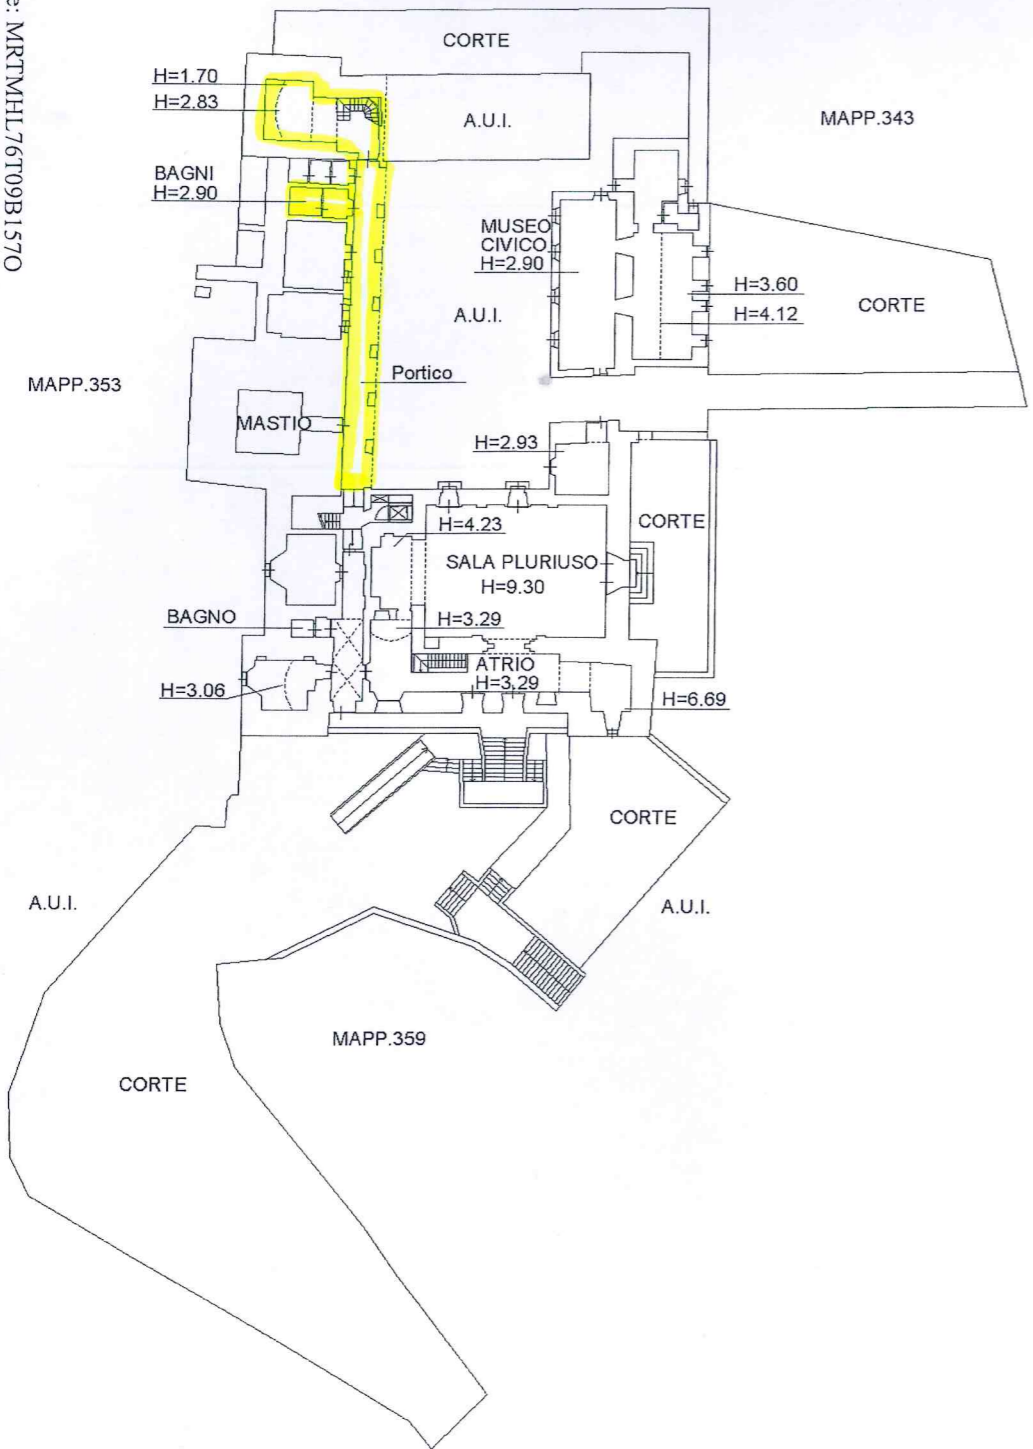 e: MRTMHL76T09B157O
CORTE
H=1.70
H=2.83
A.U.I.
MAPP.343
BAGNI
H=2.90
MUSEO
CIVICO
H=2.90
H=3.60
H=4.12
CORTE
A.U.I.
Portico
MAPP.353
MASTIO
H=2.93
CORTE
H=4.23
SALA PLURIUSO
H=9.30
BAGNO
H=3.29
ATRIO
H=3.29
H=3.06
H=6.69
CORTE
A.U.I.
A.U.I.
MAPP.359
CORTE